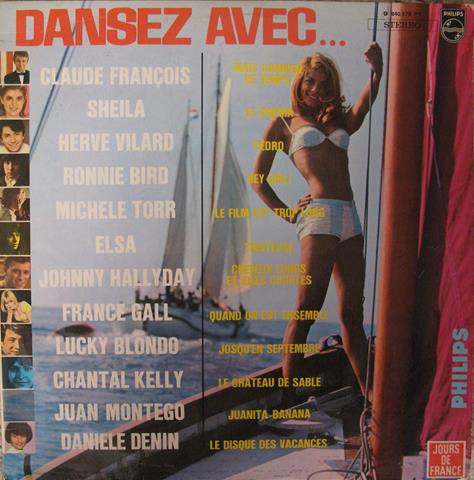 DANSEZ AVEC...
PHILIPS
STEREO
CLAUDE FRANÇOIS
SHEILA
LE CINEMA
HERVE VILARD
PEDRO
RONNIE BIRD
HEY GIRL
MICHELE TORR
LE FILM EST TROP LONG
ELSA
TRISTESSE
JOHNNY HALLYDAY
CHEVEUX LONGS
ET IDEES COURTES
FRANCE GALL
QUAND ON EST ENSEMBLE
LUCKY BLONDO
JUSQU'EN SEPTEMBRE
CHANTAL KELLY
LE CHATEAU DE SABLE
JUAN MONTEGO
JUANITA BANANA
DANIELE DENIN
LE DISQUE DES VACANCES
PHILIPS
JOURS
DE FRANCE